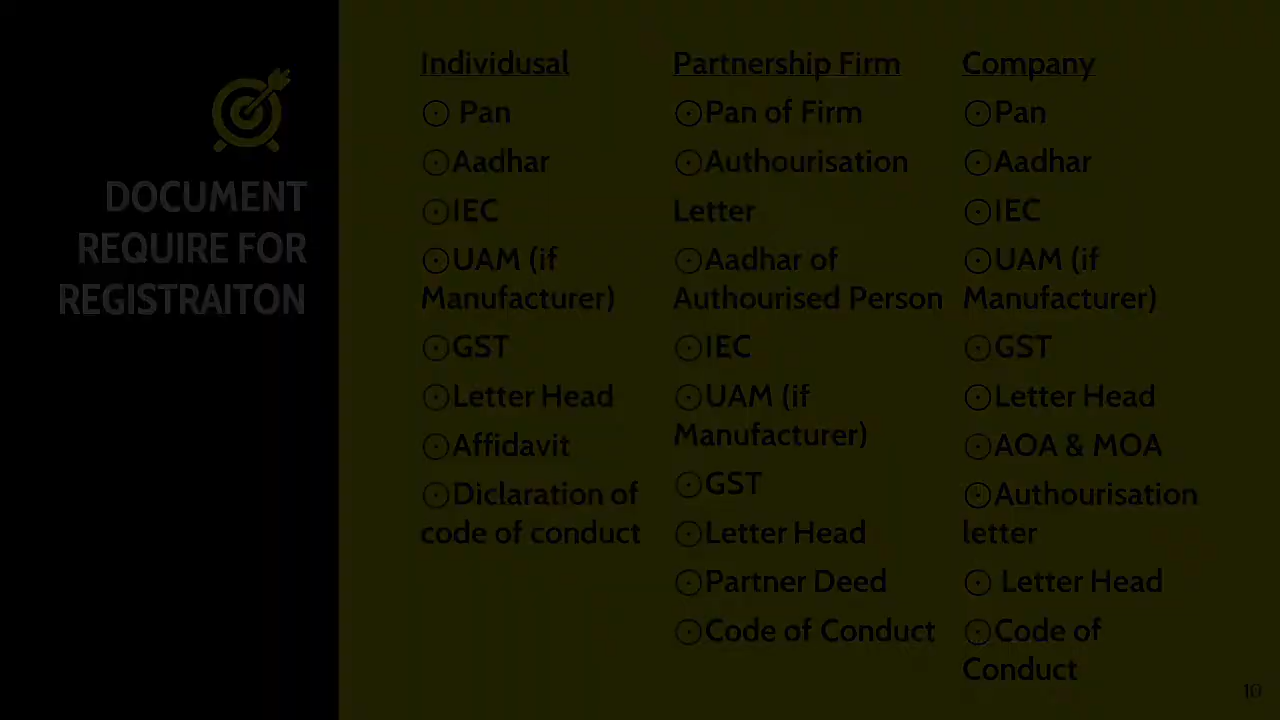 DOCUMENT
REQUIRE FOR
REGISTRAITON
Individusal
Pan
Aadhar
IEC
UAM (if
Manufacturer)
GST
Letter Head
Affidavit
Diclaration of
code of conduct
Partnership Firm
Pan of Firm
Authourisation
Letter
Aadhar of
Authourised Person
IEC
UAM (if
Manufacturer)
GST
Letter Head
Partner Deed
Code of Conduct
Company
Pan
Aadhar
IEC
UAM (if
Manufacturer)
GST
Letter Head
AOA & MOA
Authourisation
letter
Letter Head
Code of
Conduct
10